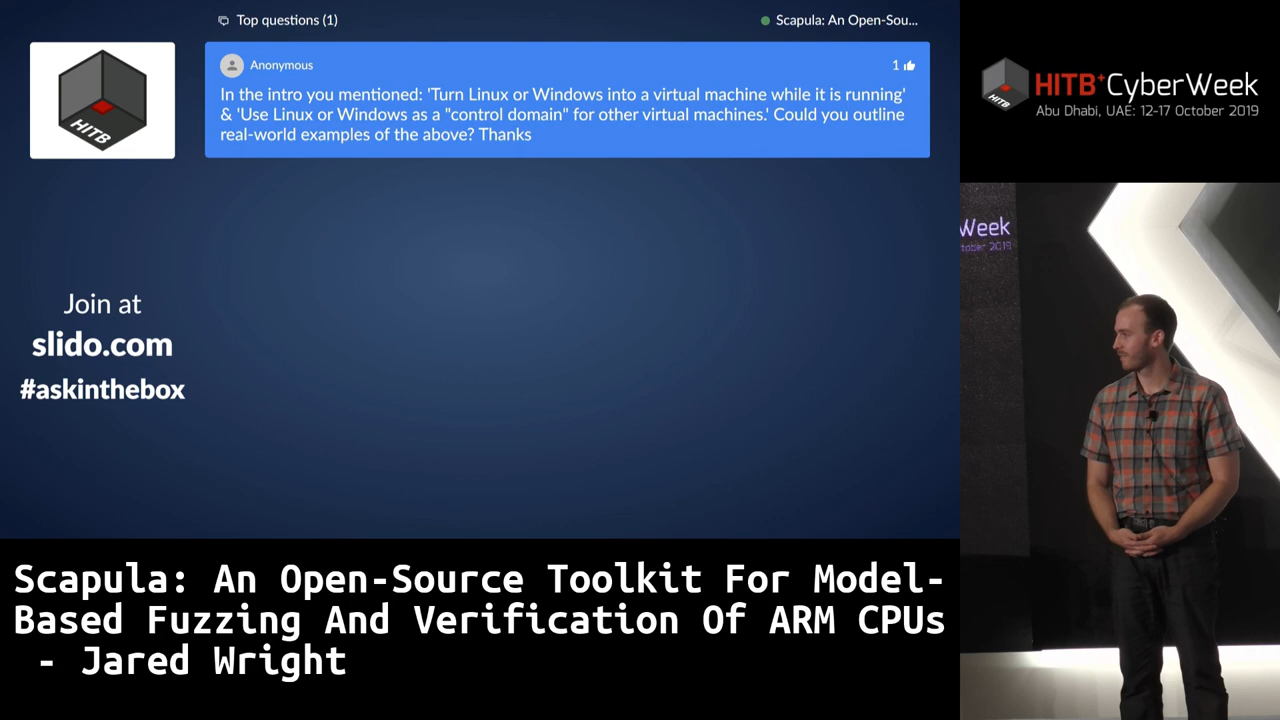 Top questions (1)
Scapula: An Open-Sou...
Anonymous
1
In the intro you mentioned: 'Turn Linux or Windows into a virtual machine while it is running'
& 'Use Linux or Windows as a "control domain" for other virtual machines.' Could you outline
real-world examples of the above? Thanks
HITB
Join at
slido.com
#askinthebox
Scapula: An Open-Source Toolkit For Model-
Based Fuzzing And Verification Of ARM CPUs
- Jared Wright
HITB
HITB+CyberWeek
Abu Dhabi, UAE: 12-17 October 2019
Week
tober 2019